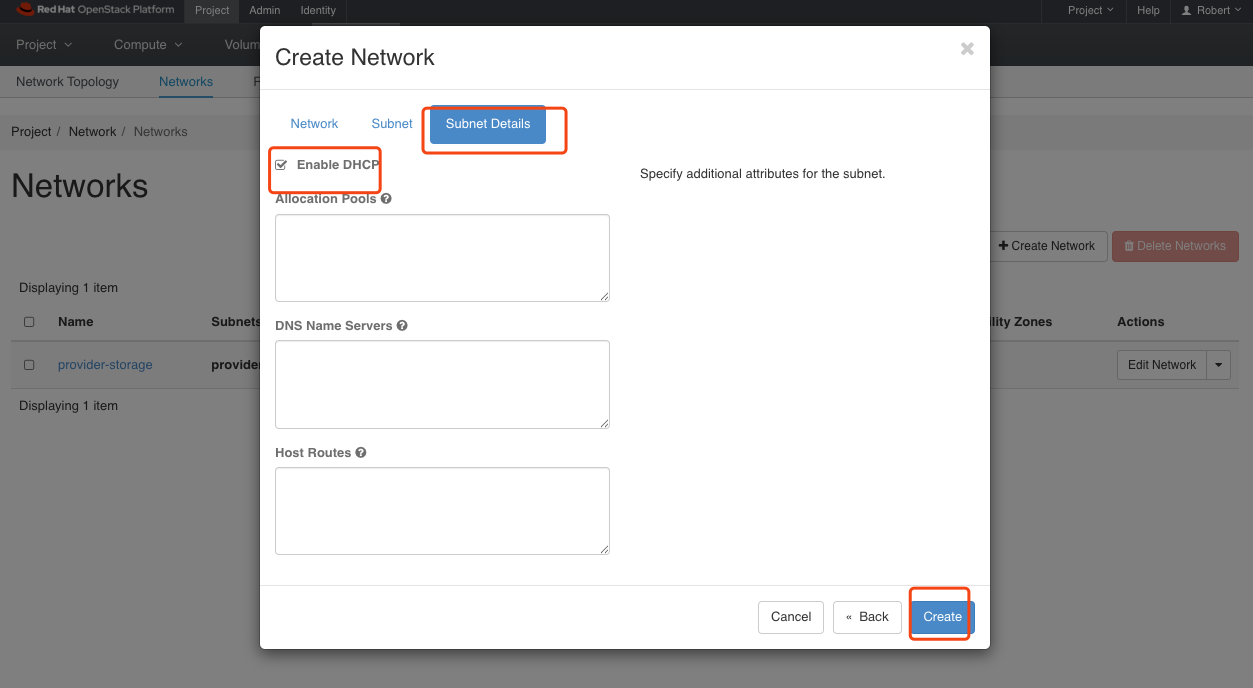 Red Hat OpenStack Platform Project Admin Identity Project Help Robert
Project Compute Volum
Network Topology Networks
Project / Network / Networks
Networks
Create Network Delete Networks
Displaying 1 item
Name Subnets ility Zones Actions
provider-storage provider Edit Network
Displaying 1 item
Create Network
×
Network Subnet Subnet Details
Enable DHCP
Specify additional attributes for the subnet.
Allocation Pools
DNS Name Servers
Host Routes
Cancel « Back Create